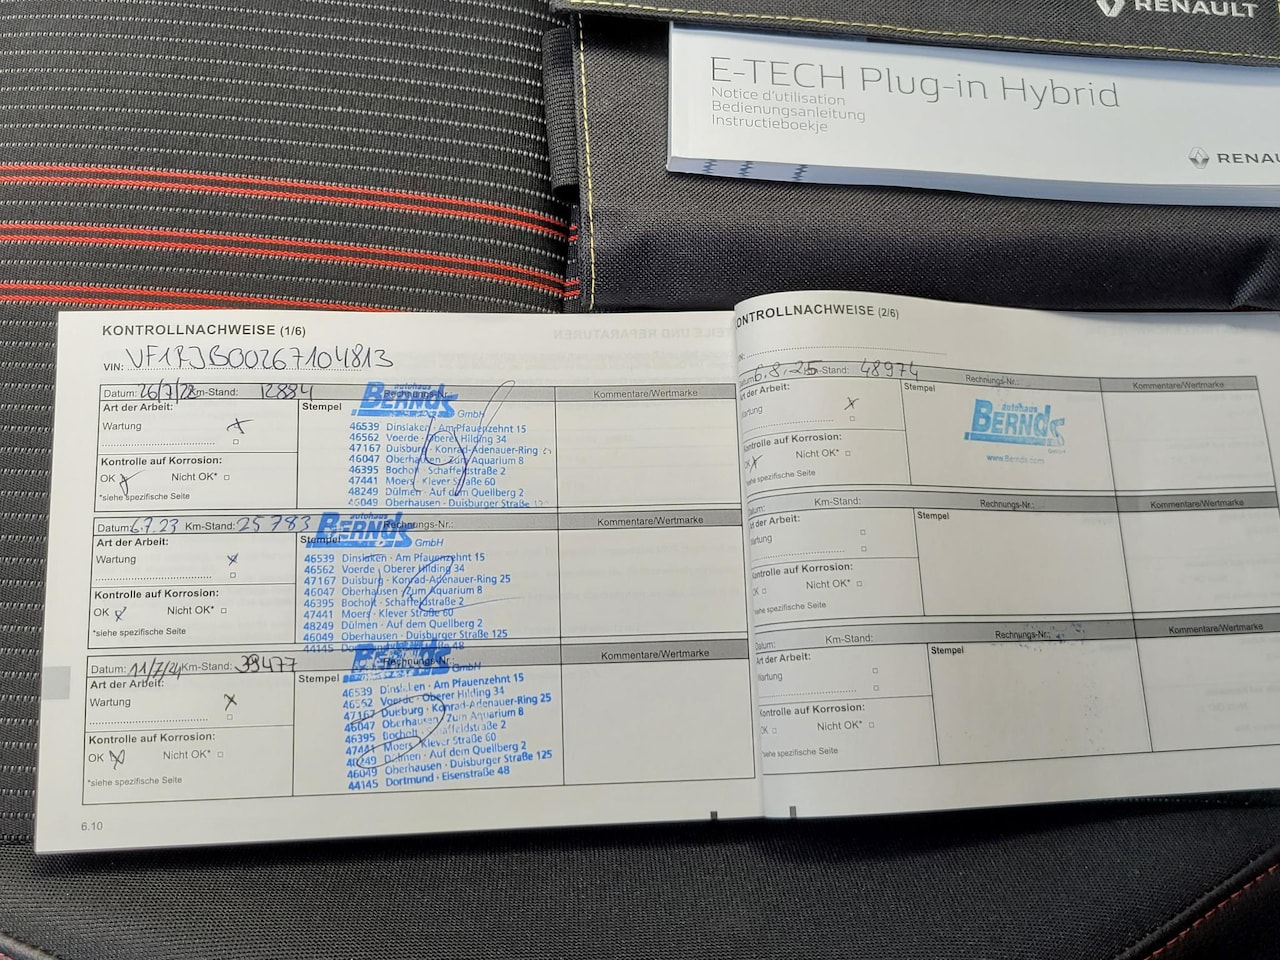 RENAULT
E-TECH Plug-in Hybrid
Notice d'utilisation
Bedienungsanleitung
Instructieboekje
RENAU
KONTROLLNACHWEISE (1/6)
VIN: VF1RJB00267104813
Datum: 26/7/22 Km-Stand: 12884 Rechnungs-Nr.: Kommentare/Wertmarke
Art der Arbeit:
Wartung x
Kontrolle auf Korrosion:
OK x Nicht OK*
*siehe spezifische Seite
Stempel
autohaus
BERNDS GmbH
46539 Dinslaken · Am Pfauenzehnt 15
46562 Voerde · Oberer Hilding 34
47167 Duisburg · Konrad-Adenauer-Ring
46047 Oberhausen · Zum Aquarium 8
46395 Bocholt · Schaffeldstraße 2
47441 Moers · Klever Straße 60
48249 Dülmen · Auf dem Quellberg 2
46049 Oberhausen · Duisburger Straße
Datum: 6.7.23 Km-Stand: 25783 Rechnungs-Nr.: Kommentare/Wertmarke
Art der Arbeit:
Wartung x
Kontrolle auf Korrosion:
OK x Nicht OK*
*siehe spezifische Seite
Stempel
BERNDS GmbH
46539 Dinslaken · Am Pfauenzehnt 15
46562 Voerde · Oberer Hilding 34
47167 Duisburg · Konrad-Adenauer-Ring 25
46047 Oberhausen · Zum Aquarium 8
46395 Bocholt · Schaffeldstraße 2
47441 Moers · Klever Straße 60
48249 Dülmen · Auf dem Quellberg 2
46049 Oberhausen · Duisburger Straße 125
44145 Dortmund 48
Datum: 11/7/24 Km-Stand: 39477 Rechnungs-Nr.: Kommentare/Wertmarke
Art der Arbeit:
Wartung x
Kontrolle auf Korrosion:
OK x Nicht OK*
*siehe spezifische Seite
Stempel
BERNDS GmbH
46539 Dinslaken · Am Pfauenzehnt 15
46562 Voerde · Oberer Hilding 34
47167 Duisburg · Konrad-Adenauer-Ring 25
46047 Oberhausen · Zum Aquarium 8
46395 Bocholt · Schaffeldstraße 2
47441 Moers · Klever Straße 60
48249 Dülmen · Auf dem Quellberg 2
46049 Oberhausen · Duisburger Straße 125
44145 Dortmund · Eisenstraße 48
6.10
ONTROLLNACHWEISE (2/6)
Datum: 6.8.25 -Stand: 48974 Rechnungs-Nr.: Kommentare/Wertmarke
Art der Arbeit:
Wartung x
Kontrolle auf Korrosion:
OK x Nicht OK*
siehe spezifische Seite
Stempel
autohaus
BERNDS
GmbH
www.Bernds.com
Datum: Km-Stand: Rechnungs-Nr.: Kommentare/Wertmarke
Art der Arbeit:
Wartung
Kontrolle auf Korrosion:
OK Nicht OK*
*siehe spezifische Seite
Stempel
Datum: Km-Stand: Rechnungs-Nr.: Kommentare/Wertmarke
Art der Arbeit:
Wartung
Kontrolle auf Korrosion:
OK Nicht OK*
*siehe spezifische Seite
Stempel